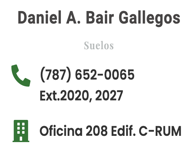 Daniel A. Bair Gallegos
Suelos
(787) 652-0065
Ext.2020, 2027
Oficina 208 Edif. C-RUM